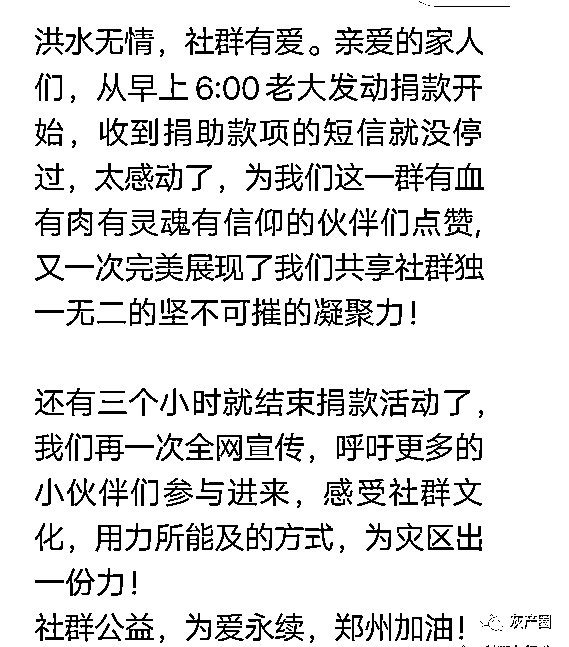 洪水无情，社群有爱。亲爱的家人
们，从早上6:00老大发动捐款开
始，收到捐助款项的短信就没停
过，太感动了，为我们这一群有血
有肉有灵魂有信仰的伙伴们点赞,
又一次完美展现了我们共享社群独
一无二的坚不可摧的凝聚力！
还有三个小时就结束捐款活动了，
我们再一次全网宣传，呼吁更多的
小伙伴们参与进来，感受社群文
化，用力所能及的方式，为灾区出
一份力！
社群公益，为爱永续，郑州加油！
灰产圈